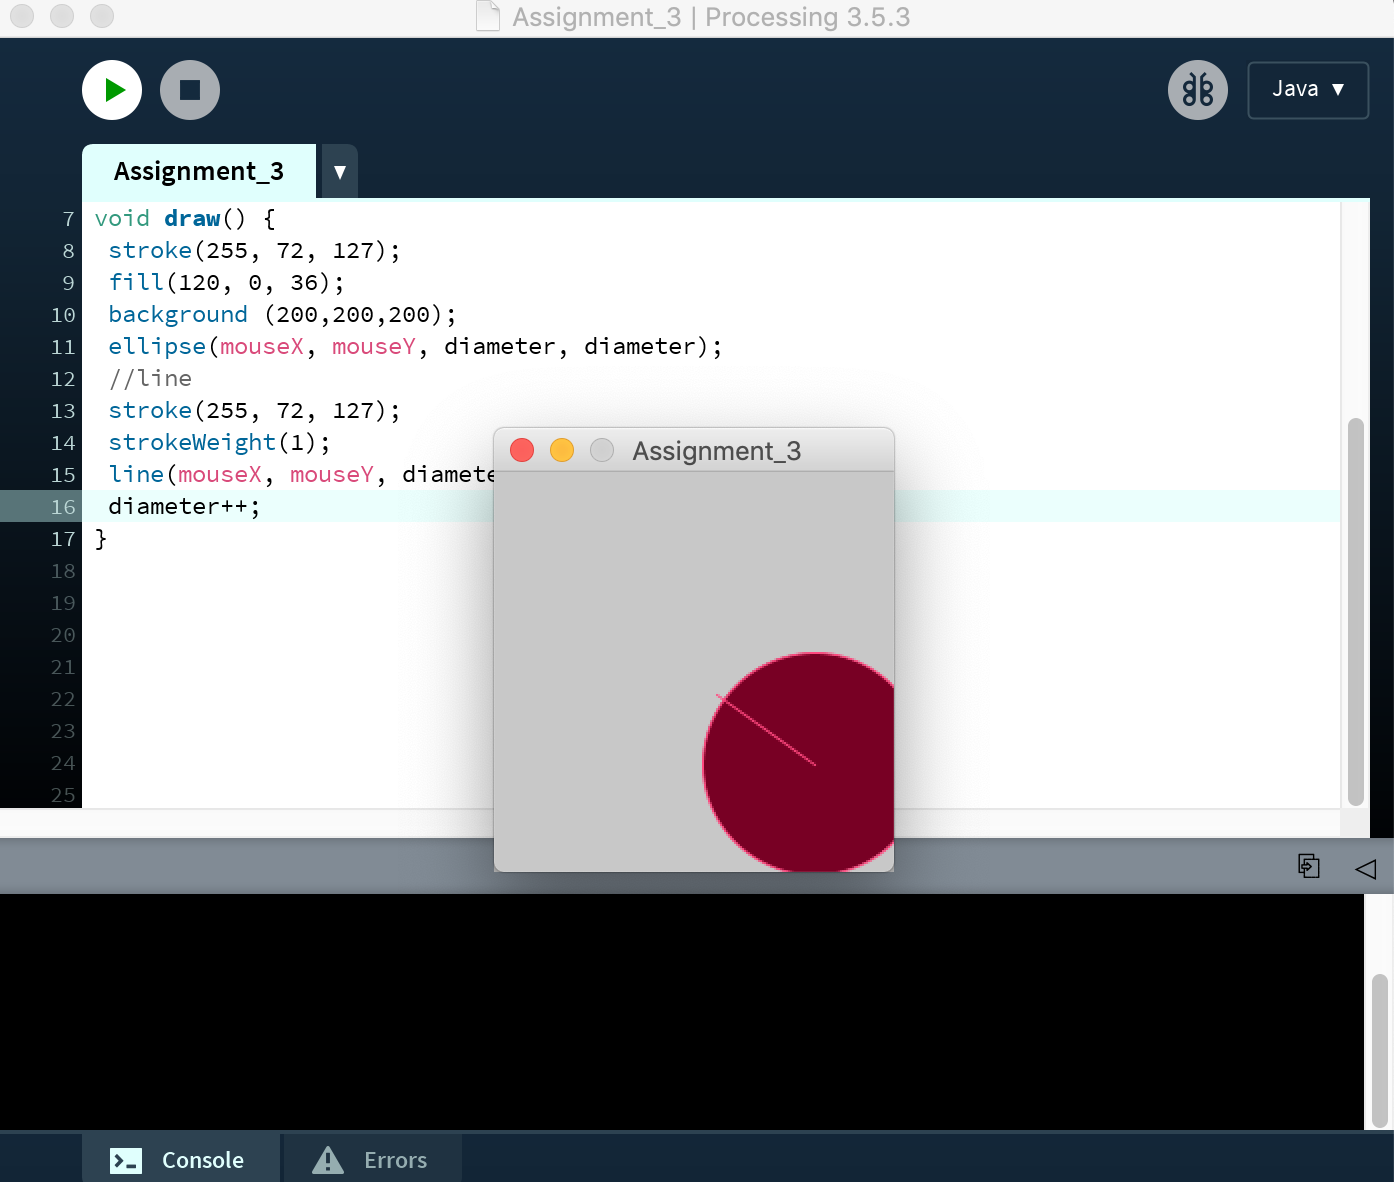 Assignment_3 | Processing 3.5.3
Java ▼
Assignment_3 ▼
7 void draw() {
8 stroke(255, 72, 127);
9 fill(120, 0, 36);
10 background (200,200,200);
11 ellipse(mouseX, mouseY, diameter, diameter);
12 //line
13 stroke(255, 72, 127);
14 strokeWeight(1);
15 line(mouseX, mouseY,
16 diameter++;
17 }
18
19
20
21
22
23
24
25
Assignment_3
Console
Errors